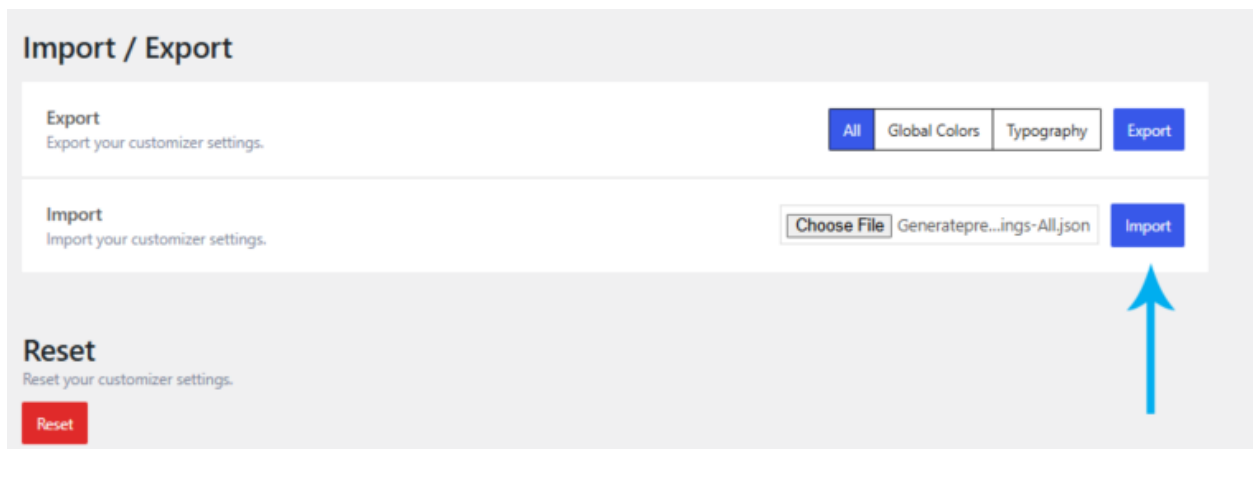 Import / Export
Export
Export your customizer settings.
All Global Colors Typography Export
Import
Import your customizer settings.
Choose File Generatepre...ings-All.json Import
Reset
Reset your customizer settings.
Reset